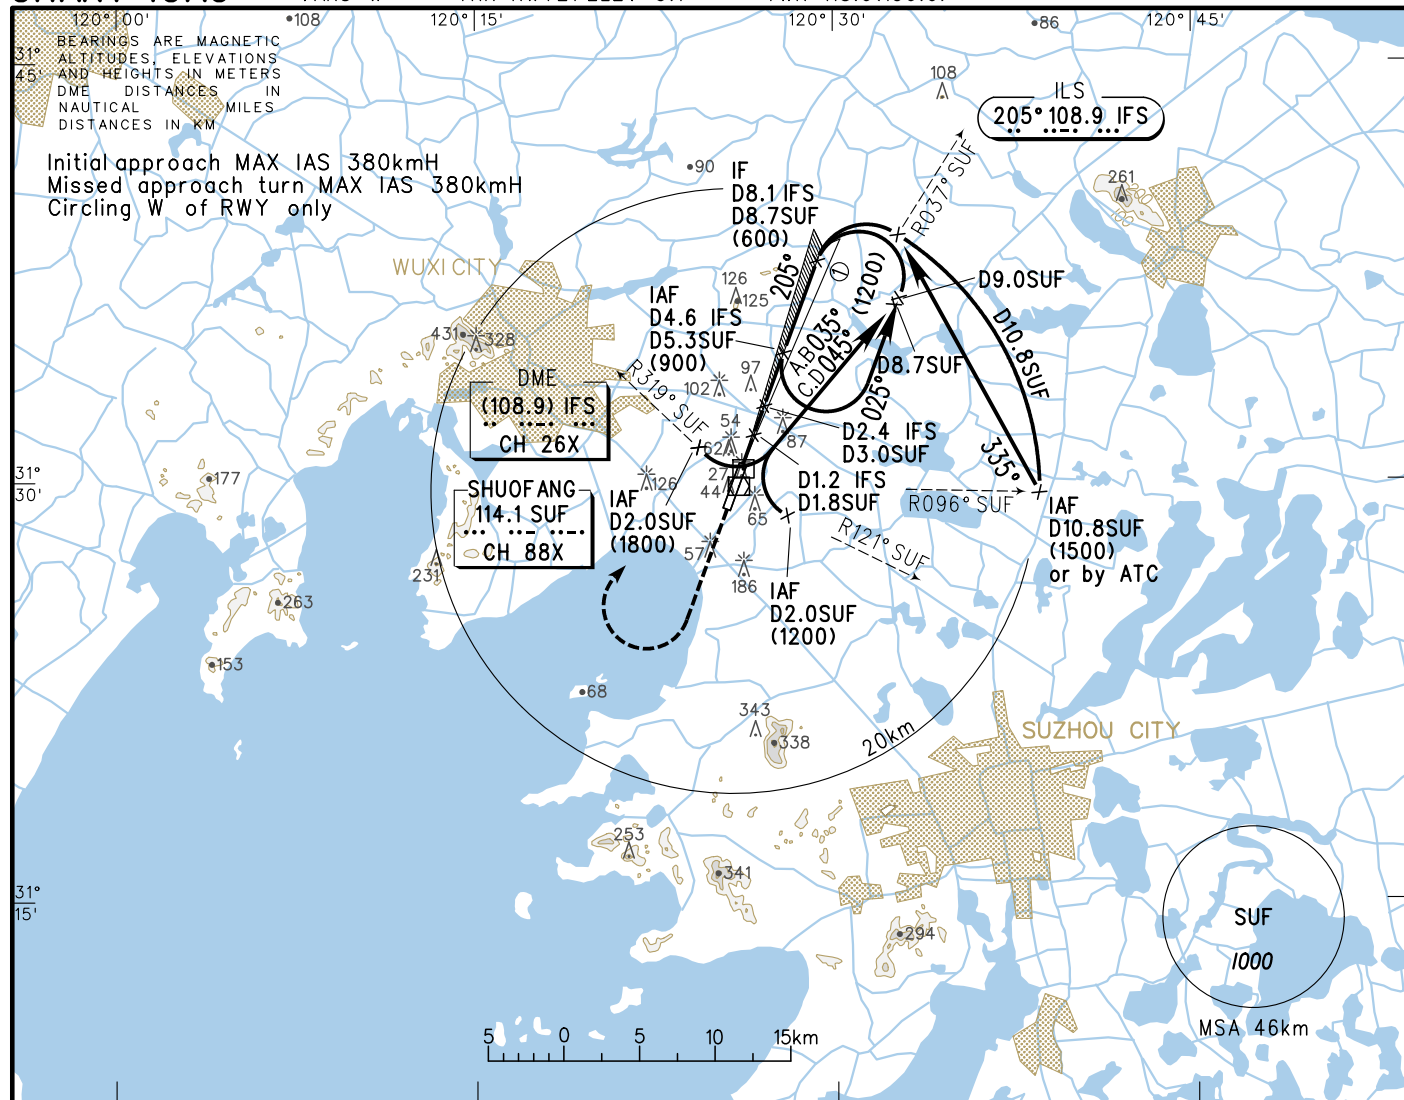 120° 00'
108
120° 15'
120° 30'
86
120° 45'
31°
45'
BEARINGS ARE MAGNETIC
ALTITUDES, ELEVATIONS
AND HEIGHTS IN METERS
DME DISTANCES IN
NAUTICAL MILES
DISTANCES IN KM
Initial approach MAX IAS 380kmH
Missed approach turn MAX IAS 380kmH
Circling W of RWY only
108
ILS
205° 108.9 IFS
90
IF
D8.1 IFS
D8.7SUF
(600)
R037° SUF
261
WUXI CITY
205°
1
(1200)
D9.0SUF
126
125
IAF
D4.6 IFS
D5.3SUF
(900)
431
328
A.B035°
C.D045°
D8.7SUF
D10.8SUF
R319° SUF
97
102
025°
DME
(108.9) IFS
CH 26X
54
62
87
D2.4 IFS
D3.0SUF
335°
177
31°
30'
27
44
126
65
D1.2 IFS
D1.8SUF
R096° SUF
R121° SUF
SHUOFANG
114.1 SUF
CH 88X
IAF
D2.0SUF
(1800)
IAF
D10.8SUF
(1500)
or by ATC
57
186
231
263
IAF
D2.0SUF
(1200)
153
68
343
338
20km
SUZHOU CITY
253
341
31°
15'
294
SUF
1000
MSA 46km
5 0 5 10 15km